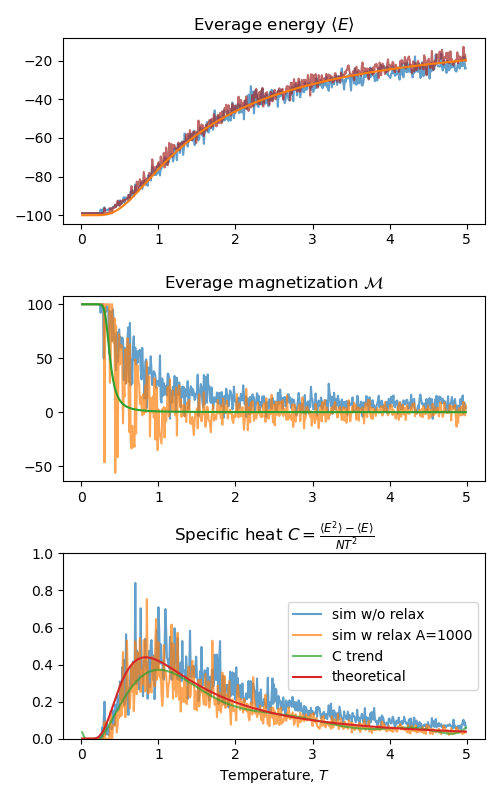 Everage energy ⟨E⟩
−20
−40
−60
−80
−100
0 1 2 3 4 5
Everage magnetization ℳ
100
50
0
−50
0 1 2 3 4 5
Specific heat C = ⟨E²⟩ − ⟨E⟩ / NT²
1.0
0.8
0.6
0.4
0.2
0.0
sim w/o relax
sim w relax A=1000
C trend
theoretical
0 1 2 3 4 5
Temperature, T